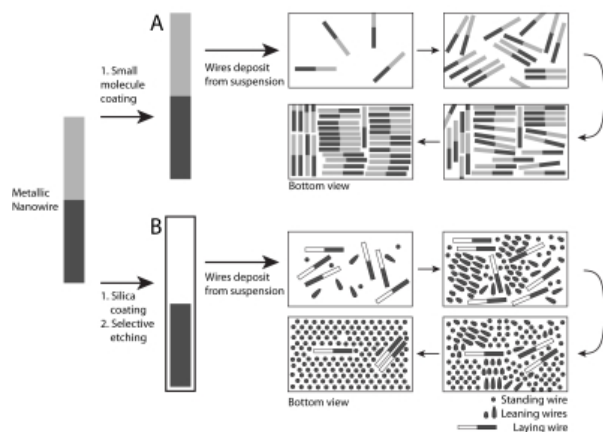 A
1. Small
molecule
coating
Wires deposit
from suspension
Bottom view
Metallic
Nanowire
B
1. Silica
coating
2. Selective
etching
Wires deposit
from suspension
Bottom view
Standing wire
Leaning wires
Laying wire